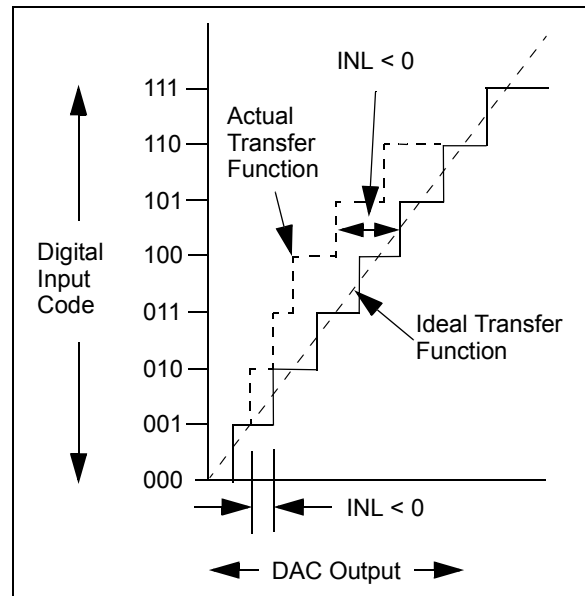 INL < 0
111
Actual
Transfer
Function
110
101
Digital
Input
Code
100
011
Ideal Transfer
Function
010
001
000
INL < 0
DAC Output